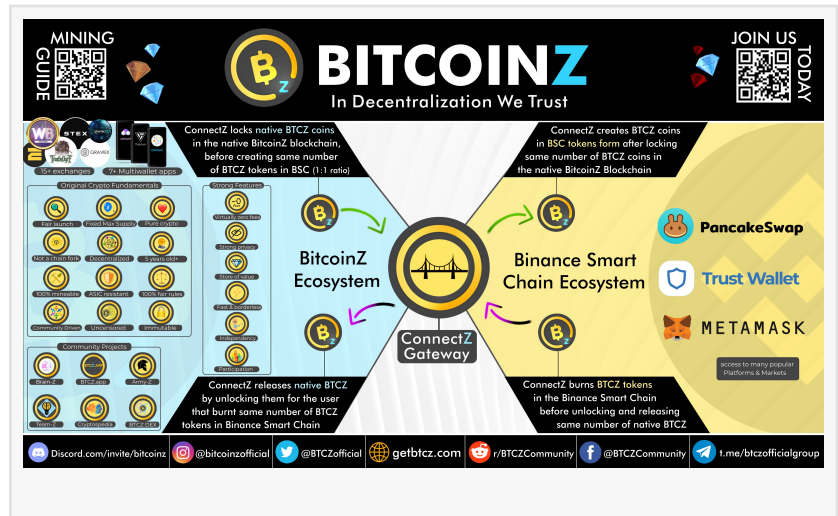 MINING
GUIDE
BITCOINZ
In Decentralization We Trust
JOIN US
TODAY
WB
STEX
GRAVIEX
15+ exchanges
7+ Multiwallet apps
Original Crypto Fundamentals
Fair launch
Fixed Max Supply
Pure crypto
Not a chain fork
Decentralized
5 years old+
100% mineable
ASIC resistant
100% fair rules
Community Driven
Uncensored
Immutable
Community Projects
Brain-Z
BTCZ.app
Army-Z
Team-Z
Cryptospedia
BTCZ DEX
Strong Features
Virtually zero fees
Strong privacy
Store of value
Fast & borderless
Independency
Participation
ConnectZ locks native BTCZ coins
in the native BitcoinZ blockchain,
before creating same number
of BTCZ tokens in BSC (1:1 ratio)
BitcoinZ
Ecosystem
ConnectZ releases native BTCZ
by unlocking them for the user
that burnt same number of BTCZ
tokens in Binance Smart Chain
ConnectZ
Gateway
ConnectZ creates BTCZ coins
in BSC tokens form after locking
same number of BTCZ coins in
the native BitcoinZ Blockchain
Binance Smart
Chain Ecosystem
ConnectZ burns BTCZ tokens
in the Binance Smart Chain
before unlocking and releasing
same number of native BTCZ
PancakeSwap
Trust Wallet
METAMASK
access to many popular
Platforms & Markets
Discord.com/invite/bitcoinz
@bitcoinzofficial
@BTCZofficial
getbtcz.com
r/BTCZCommunity
@BTCZCommunity
t.me/btczofficialgroup